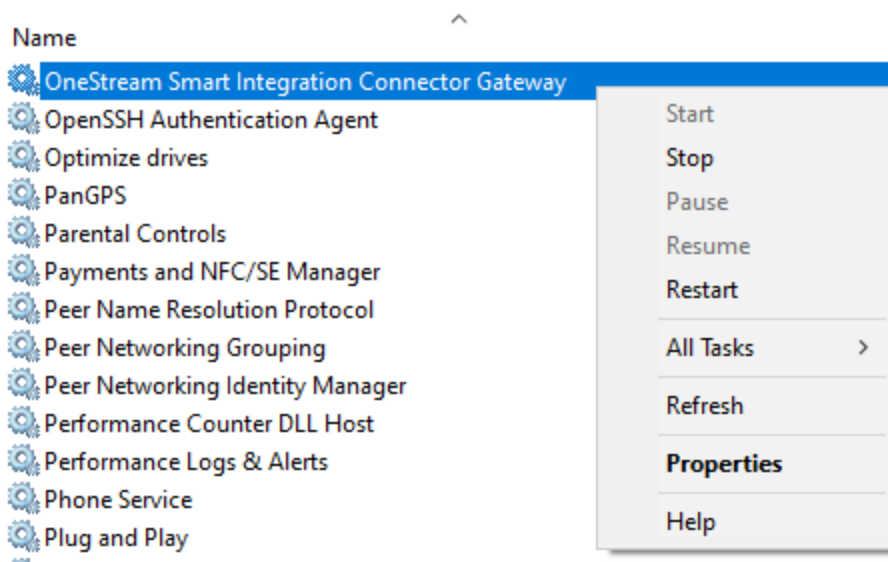 Name
OneStream Smart Integration Connector Gateway
OpenSSH Authentication Agent
Optimize drives
PanGPS
Parental Controls
Payments and NFC/SE Manager
Peer Name Resolution Protocol
Peer Networking Grouping
Peer Networking Identity Manager
Performance Counter DLL Host
Performance Logs & Alerts
Phone Service
Plug and Play
Start
Stop
Pause
Resume
Restart
All Tasks
Refresh
Properties
Help